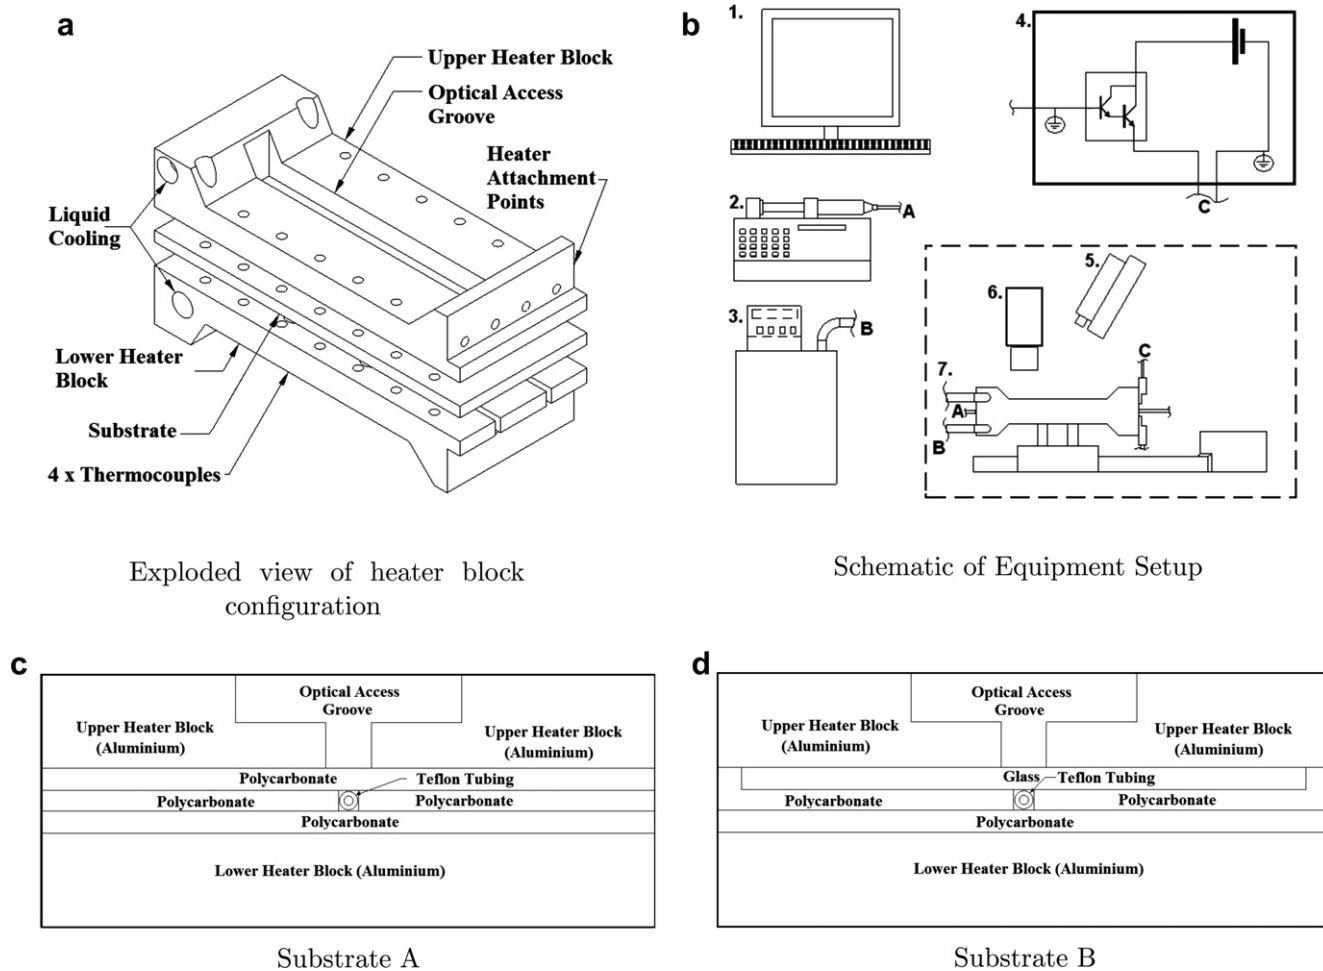 a
Upper Heater Block
Optical Access
Groove
Heater
Attachment
Points
Liquid
Cooling
Lower Heater
Block
Substrate
4 x Thermocouples
Exploded view of heater block
configuration
b
1.
2.
A
3.
B
4.
C
5.
6.
7.
A
B
C
Schematic of Equipment Setup
c
Optical Access
Groove
Upper Heater Block
(Aluminium)
Upper Heater Block
(Aluminium)
Polycarbonate
Teflon Tubing
Polycarbonate
Polycarbonate
Polycarbonate
Lower Heater Block (Aluminium)
Substrate A
d
Optical Access
Groove
Upper Heater Block
(Aluminium)
Upper Heater Block
(Aluminium)
Glass
Teflon Tubing
Polycarbonate
Polycarbonate
Polycarbonate
Lower Heater Block (Aluminium)
Substrate B